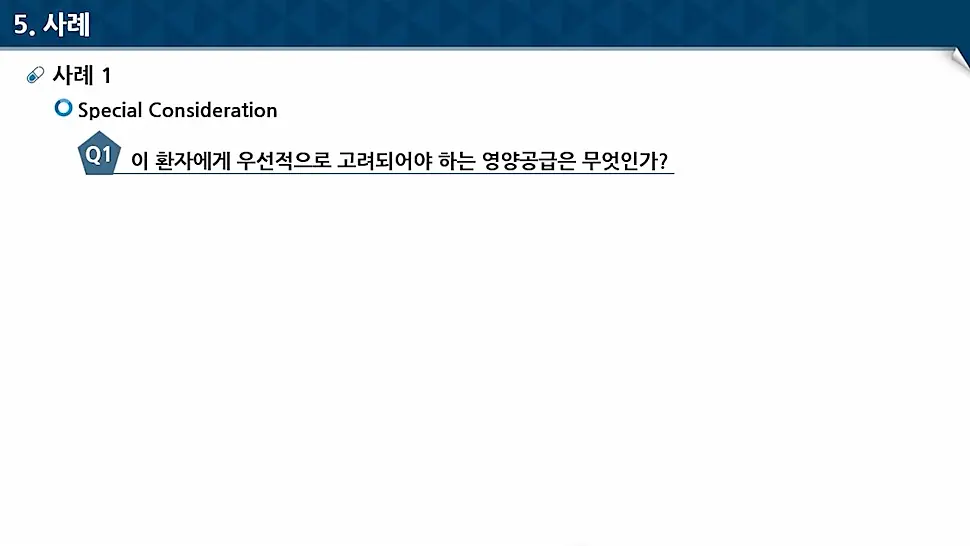 5. 사례
사례 1
Special Consideration
Q1 이 환자에게 우선적으로 고려되어야 하는 영양공급은 무엇인가?